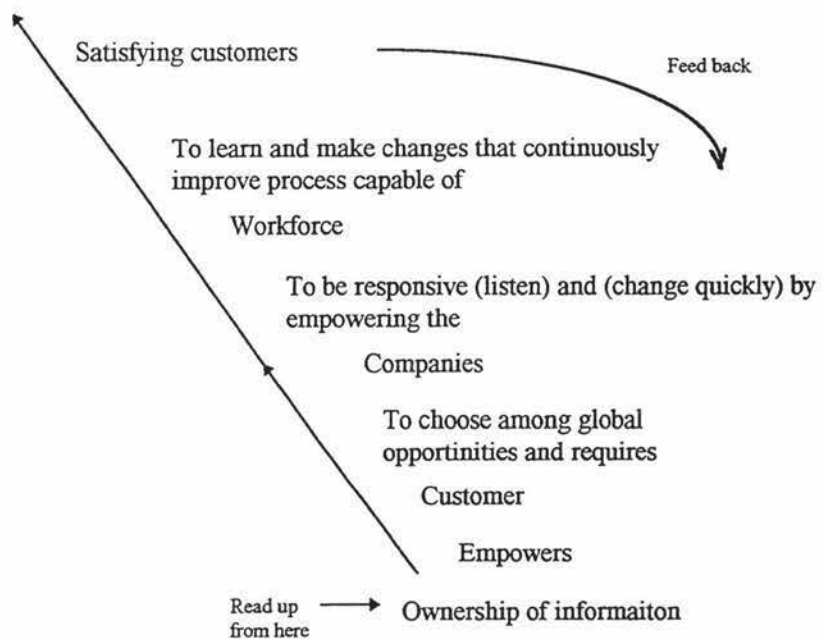 Satisfying customers
Feed back
To learn and make changes that continuously
improve process capable of
Workforce
To be responsive (listen) and (change quickly) by
empowering the
Companies
To choose among global
opportinities and requires
Customer
Empowers
Read up
from here
Ownership of informaiton